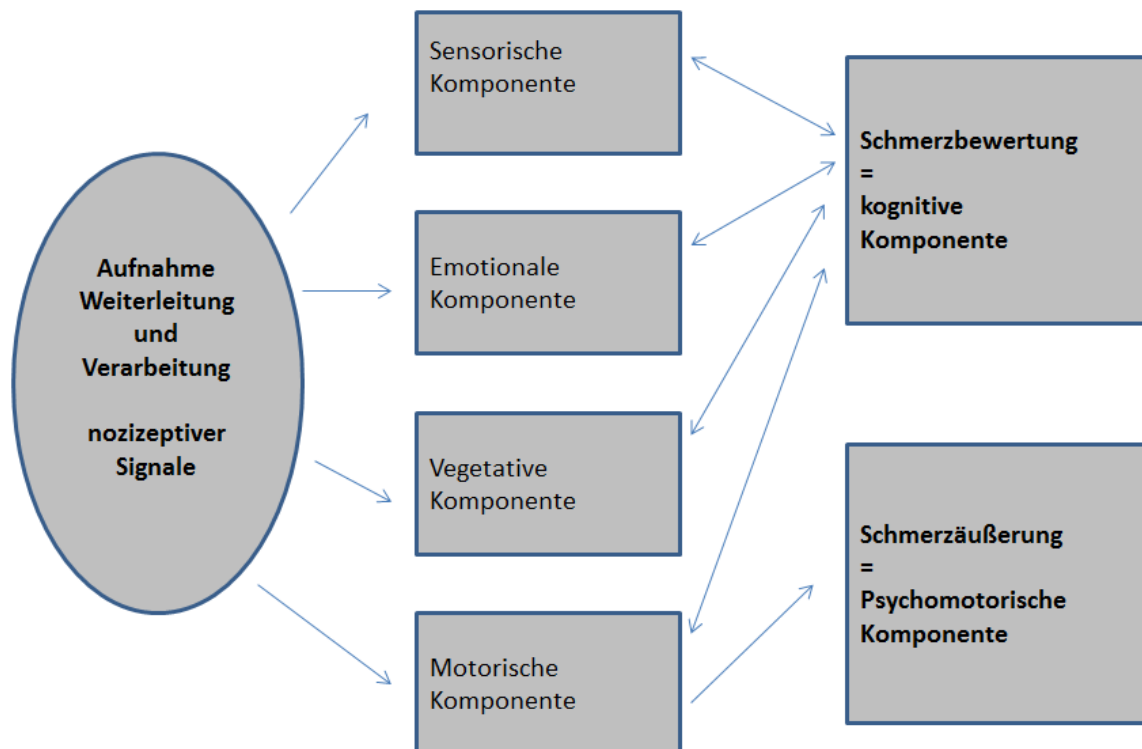 Aufnahme
Weiterleitung
und
Verarbeitung
nozizeptiver
Signale
Sensorische
Komponente
Emotionale
Komponente
Vegetative
Komponente
Motorische
Komponente
Schmerzbewertung
=
kognitive
Komponente
Schmerzäußerung
=
Psychomotorische
Komponente